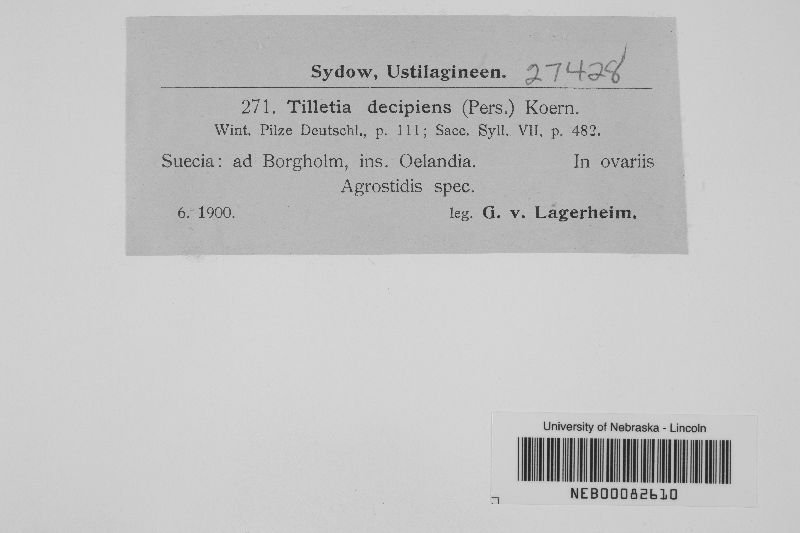 Sydow, Ustilagineen. 27428
271. Tilletia decipiens (Pers.) Koern.
Wint. Pilze Deutschl., p. 111; Sacc. Syll. VII, p. 482.
Suecia: ad Borgholm, ins. Oelandia. In ovariis
Agrostidis spec.
6. 1900. leg. G. v. Lagerheim.
University of Nebraska - Lincoln
NEB00082610